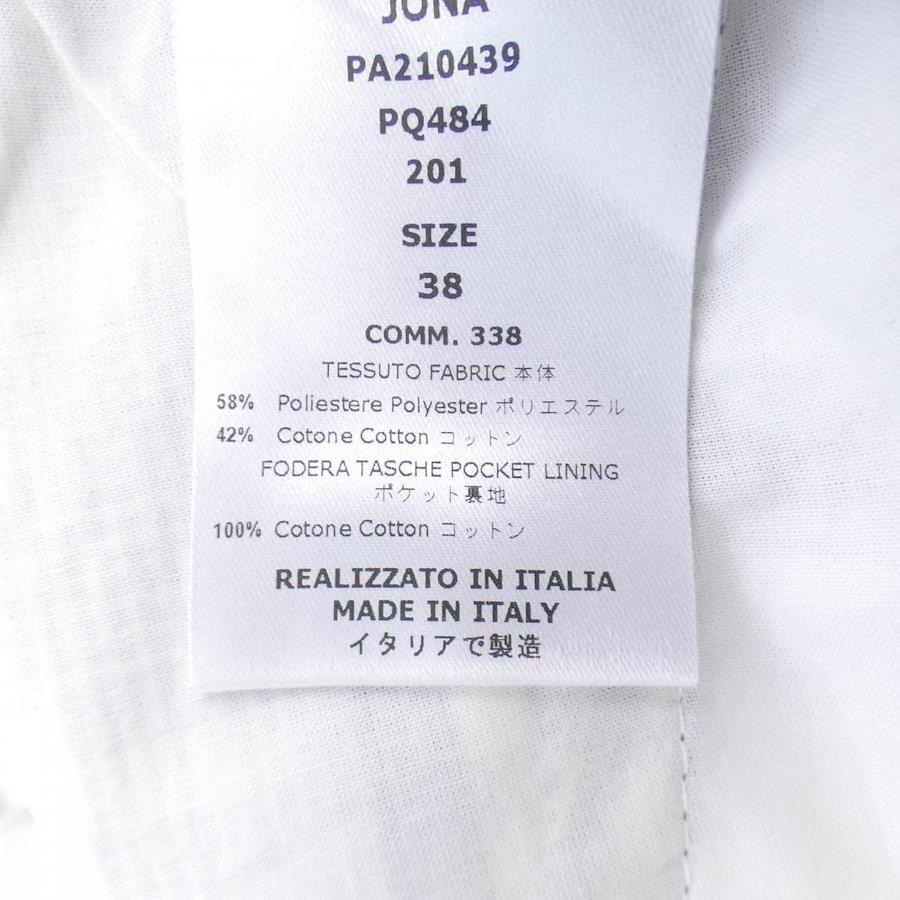 JONA
PA210439
PQ484
201
SIZE
38
COMM. 338
TESSUTO FABRIC 本体
58% Poliestere Polyester ポリエステル
42% Cotone Cotton コットン
FODERA TASCHE POCKET LINING
ポケット裏地
100% Cotone Cotton コットン
REALIZZATO IN ITALIA
MADE IN ITALY
イタリアで製造